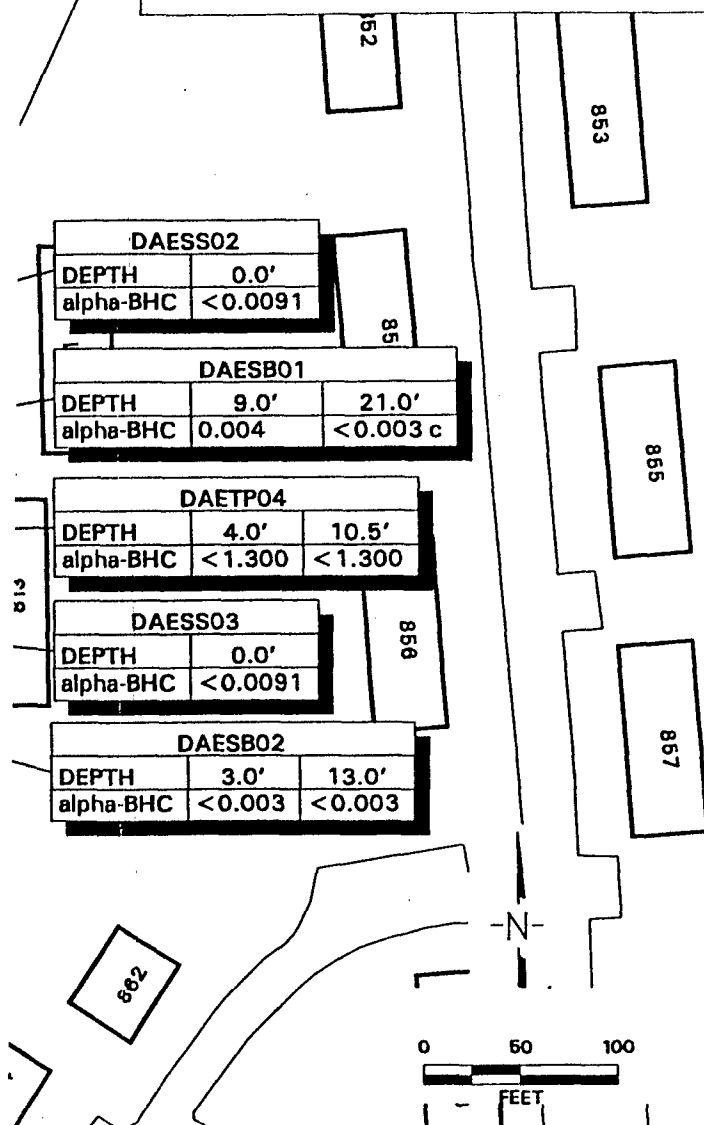 853
DAESS02
DEPTH 0.0'
alpha-BHC <0.0091
DAESB01
DEPTH 9.0' 21.0'
alpha-BHC 0.004 <0.003 c
855
DAETP04
DEPTH 4.0' 10.5'
alpha-BHC <1.300 <1.300
856
DAESS03
DEPTH 0.0'
alpha-BHC <0.0091
857
DAESB02
DEPTH 3.0' 13.0'
alpha-BHC <0.003 <0.003
-N-
862
0 50 100
FEET